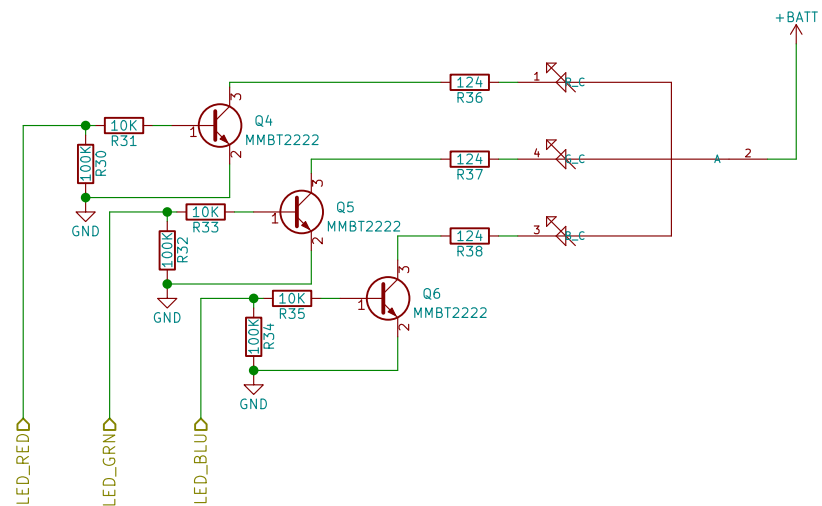 +BATT
124
R36
1
R_C
3
Q4
MMBT2222
1
2
10K
R31
100K
R30
GND
124
R37
4
G_C
A
2
3
Q5
MMBT2222
1
2
10K
R33
100K
R32
GND
124
R38
3
B_C
3
Q6
MMBT2222
1
2
10K
R35
100K
R34
GND
LED_RED
LED_GRN
LED_BLU